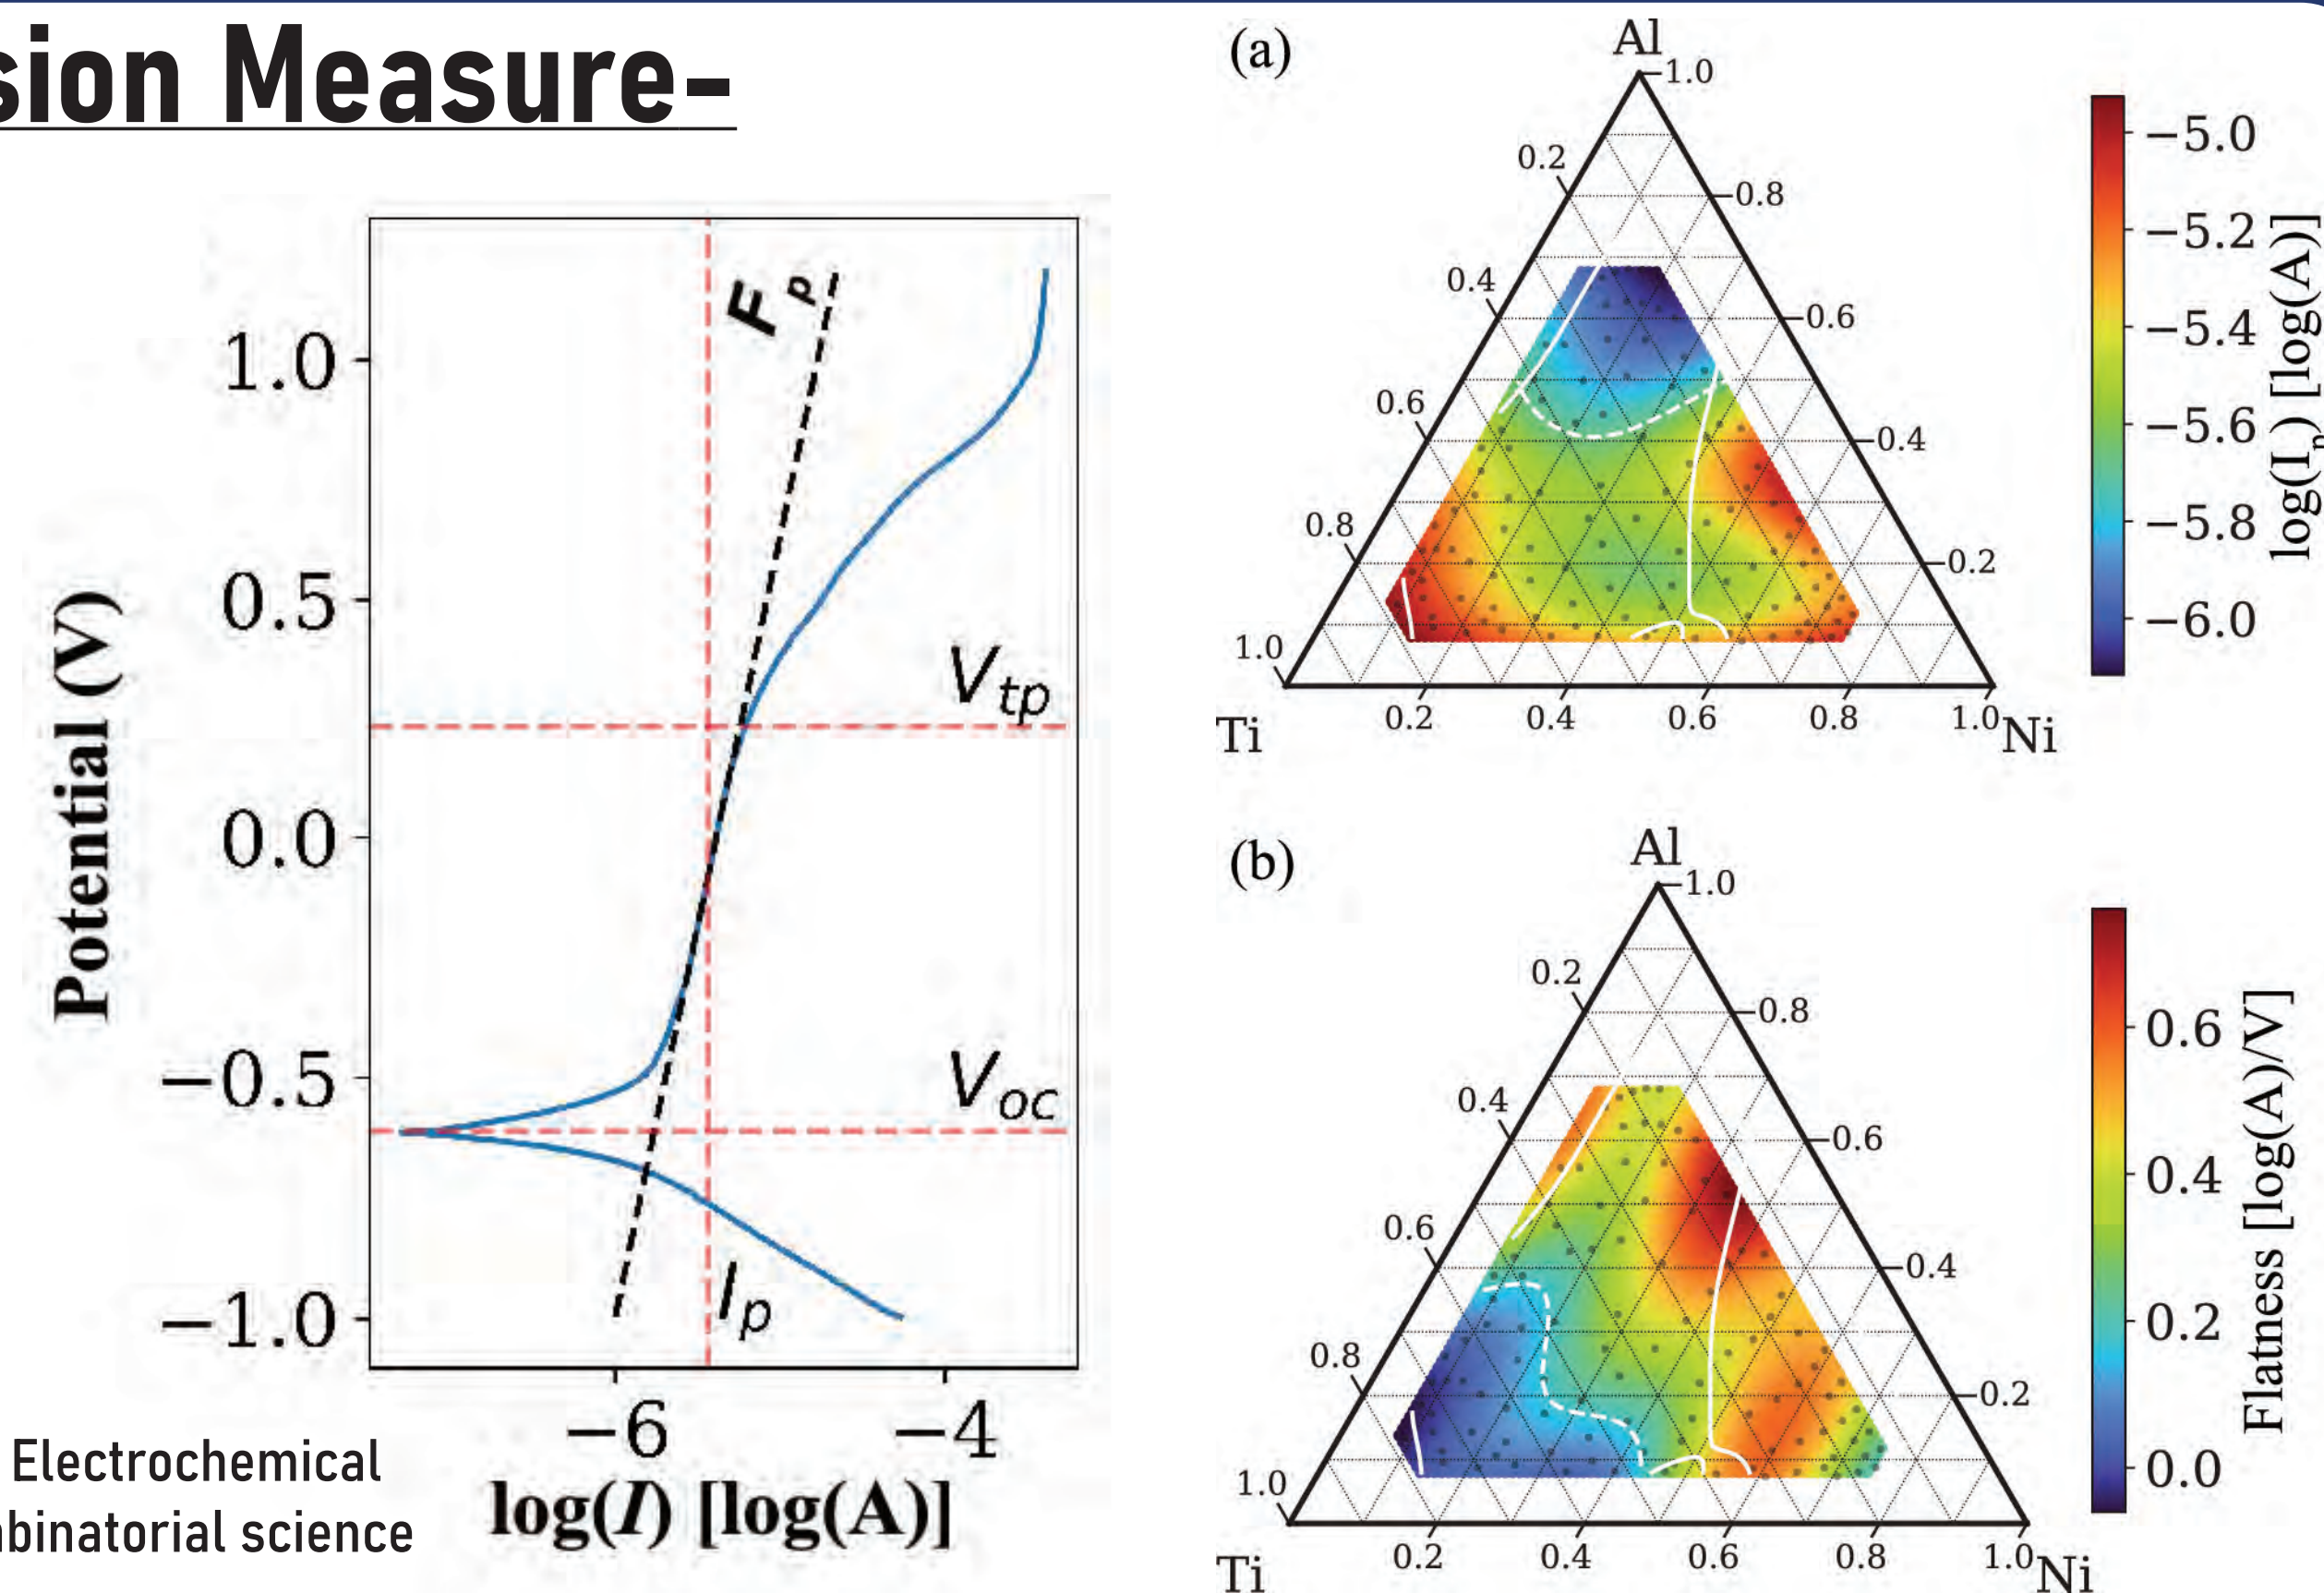 sion Measure-
Potential (V)
1.0
0.5
0.0
−0.5
−1.0
F_p
V_tp
V_oc
I_p
−6
−4
log(I) [log(A)]
Electrochemical
binatorial science
(a)
Al
1.0
0.8
0.6
0.4
0.2
0.2
0.4
0.6
0.8
1.0
Ti
0.2
0.4
0.6
0.8
1.0
Ni
−5.0
−5.2
−5.4
−5.6
−5.8
−6.0
log(I_p) [log(A)]
(b)
Al
1.0
0.8
0.6
0.4
0.2
0.2
0.4
0.6
0.8
1.0
Ti
0.2
0.4
0.6
0.8
1.0
Ni
0.6
0.4
0.2
0.0
Flatness [log(A)/V]